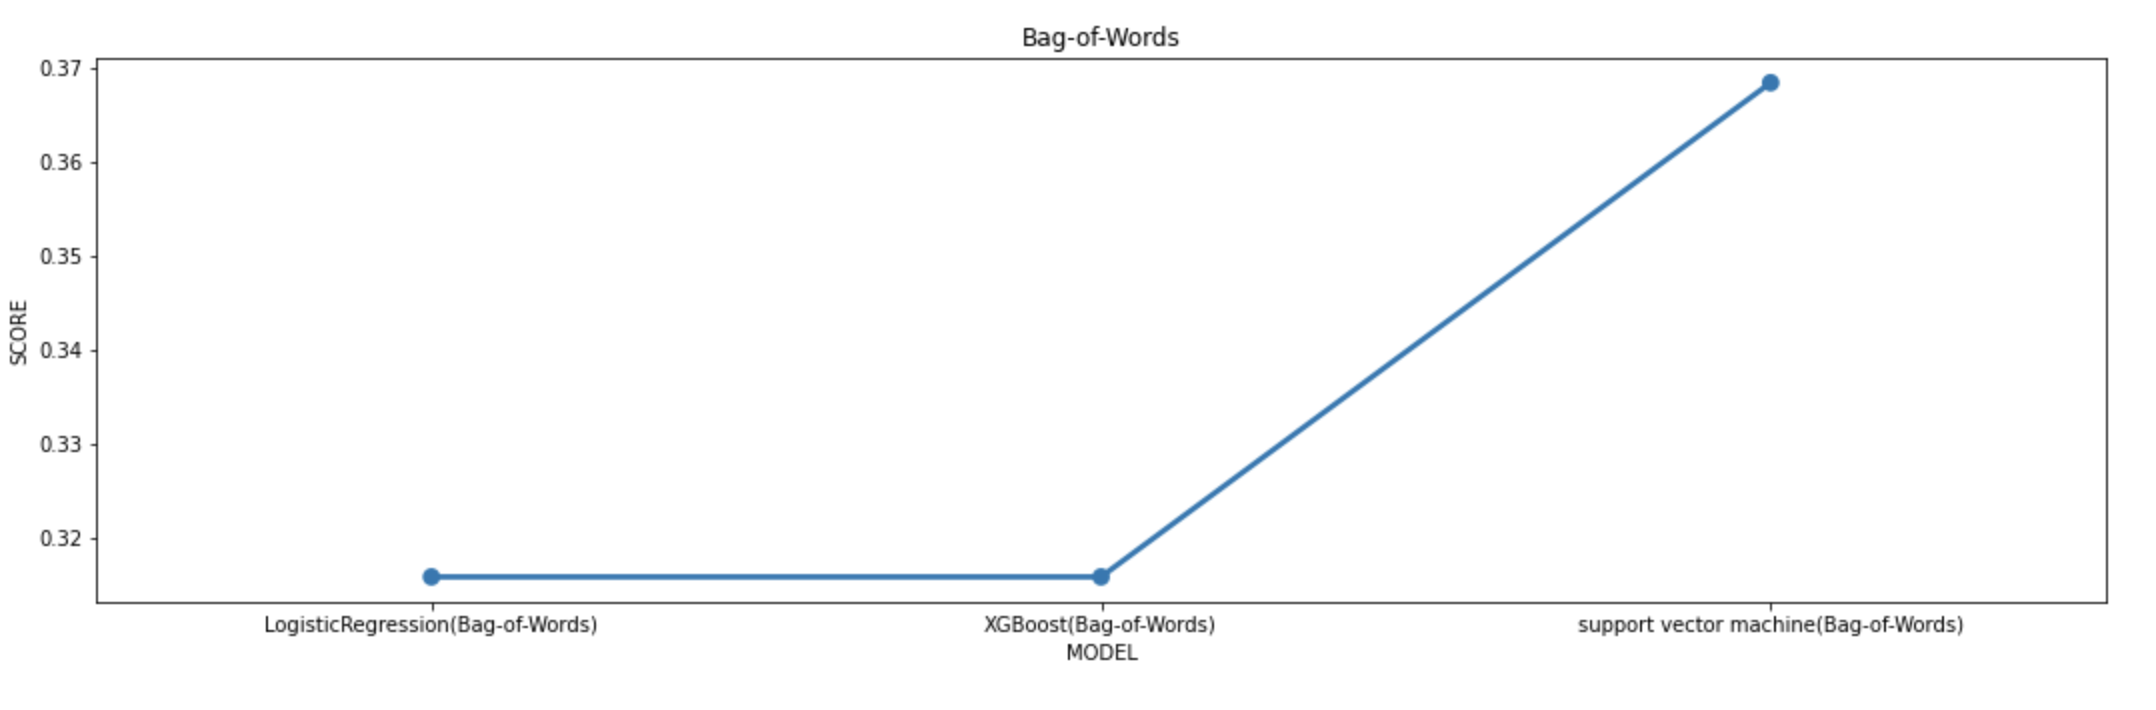 Bag-of-Words
0.37
0.36
0.35
0.34
0.33
0.32
SCORE
LogisticRegression(Bag-of-Words)
XGBoost(Bag-of-Words)
support vector machine(Bag-of-Words)
MODEL